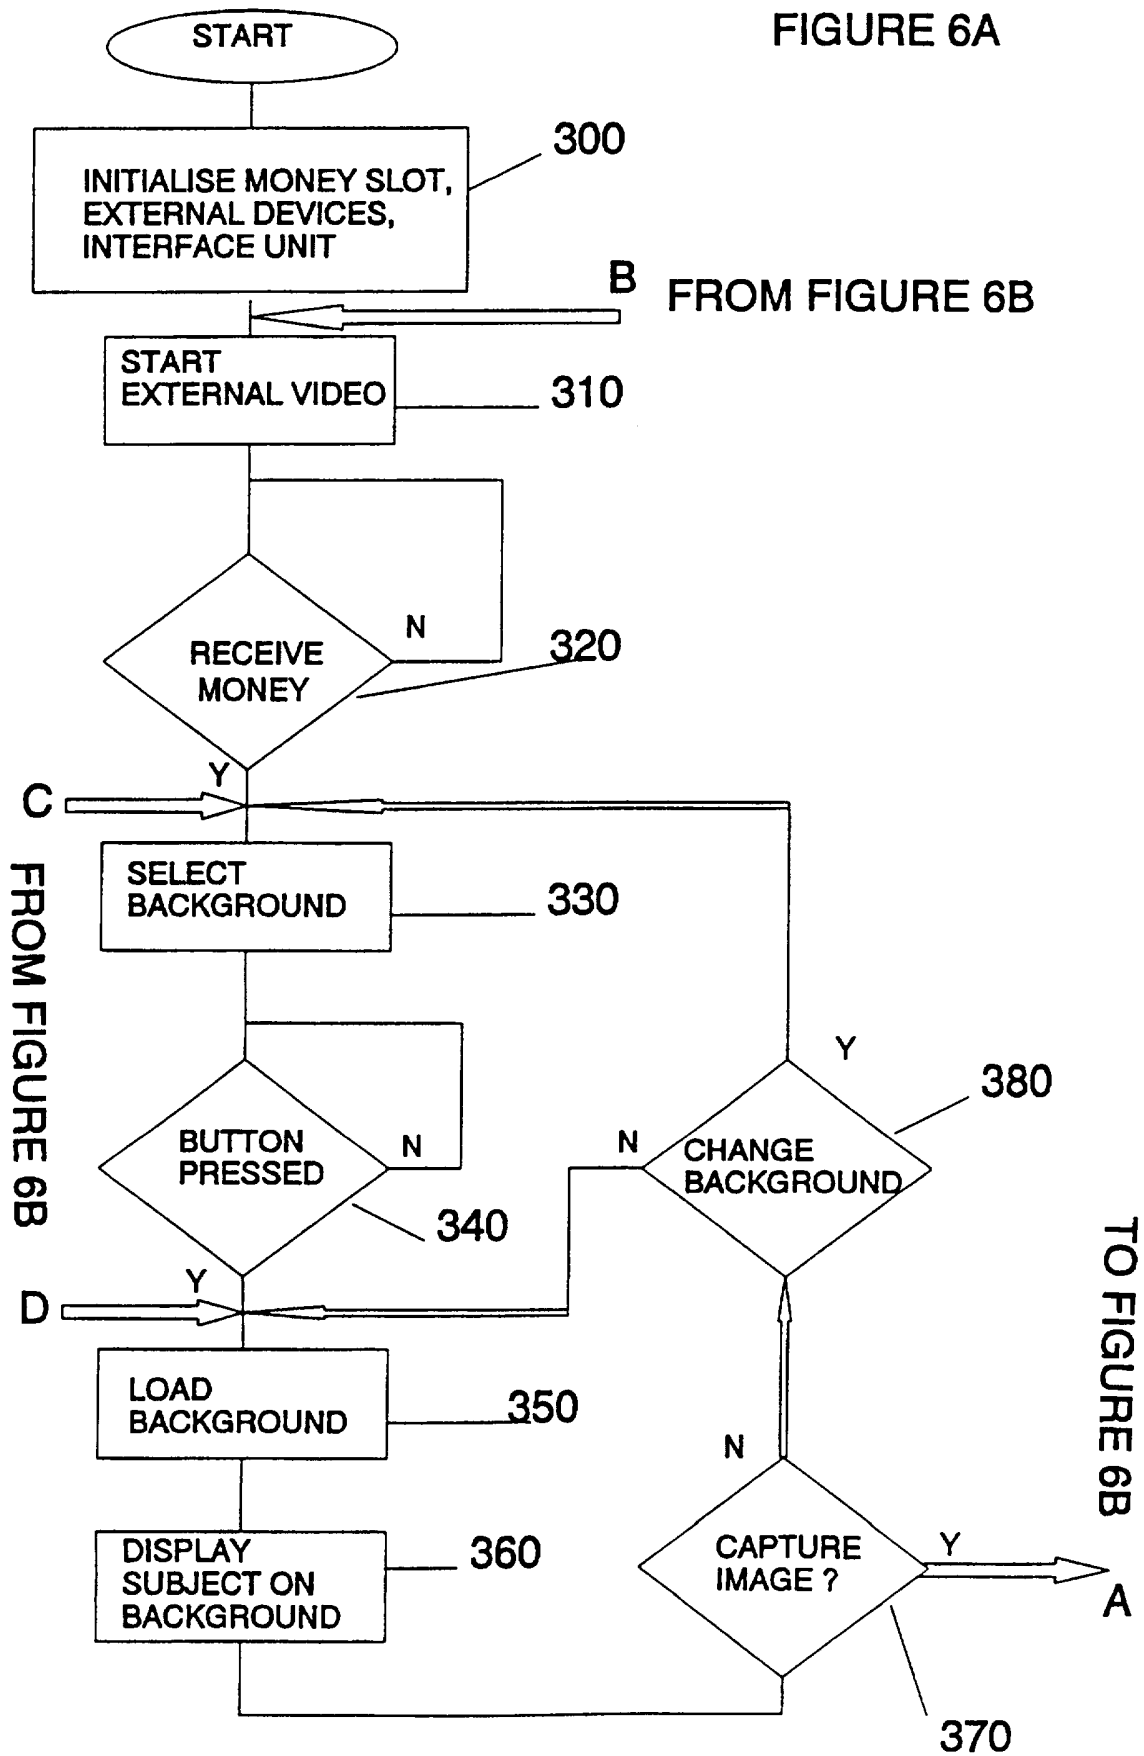 START
FIGURE 6A
300
INITIALISE MONEY SLOT,
EXTERNAL DEVICES,
INTERFACE UNIT
B
FROM FIGURE 6B
START
EXTERNAL VIDEO
310
N
320
RECEIVE
MONEY
Y
C
SELECT
BACKGROUND
330
FROM FIGURE 6B
Y
380
BUTTON
PRESSED
N
N
CHANGE
BACKGROUND
340
Y
D
TO FIGURE 6B
LOAD
BACKGROUND
350
N
DISPLAY
SUBJECT ON
BACKGROUND
360
CAPTURE
IMAGE ?
Y
A
370